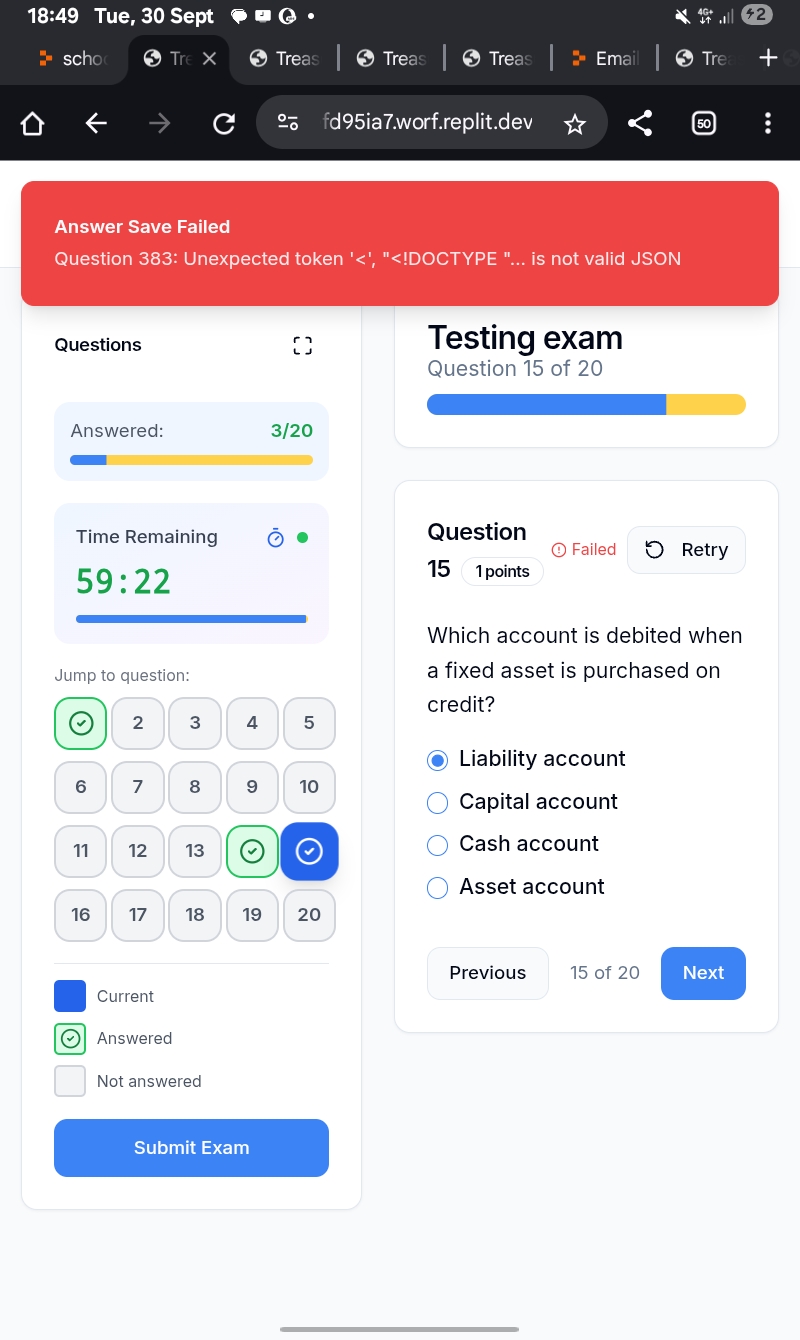 18:49 Tue, 30 Sept
4G+
2
schoo
Tre
Treas
Treas
Treas
Email
Trea
fd95ia7.worf.replit.dev
50
Answer Save Failed
Question 383: Unexpected token '<', "<!DOCTYPE "... is not valid JSON
Questions
Answered: 3/20
Time Remaining
59:22
Jump to question:
2 3 4 5
6 7 8 9 10
11 12 13
16 17 18 19 20
Current
Answered
Not answered
Submit Exam
Testing exam
Question 15 of 20
Question
15 1 points
Failed
Retry
Which account is debited when
a fixed asset is purchased on
credit?
Liability account
Capital account
Cash account
Asset account
Previous 15 of 20 Next